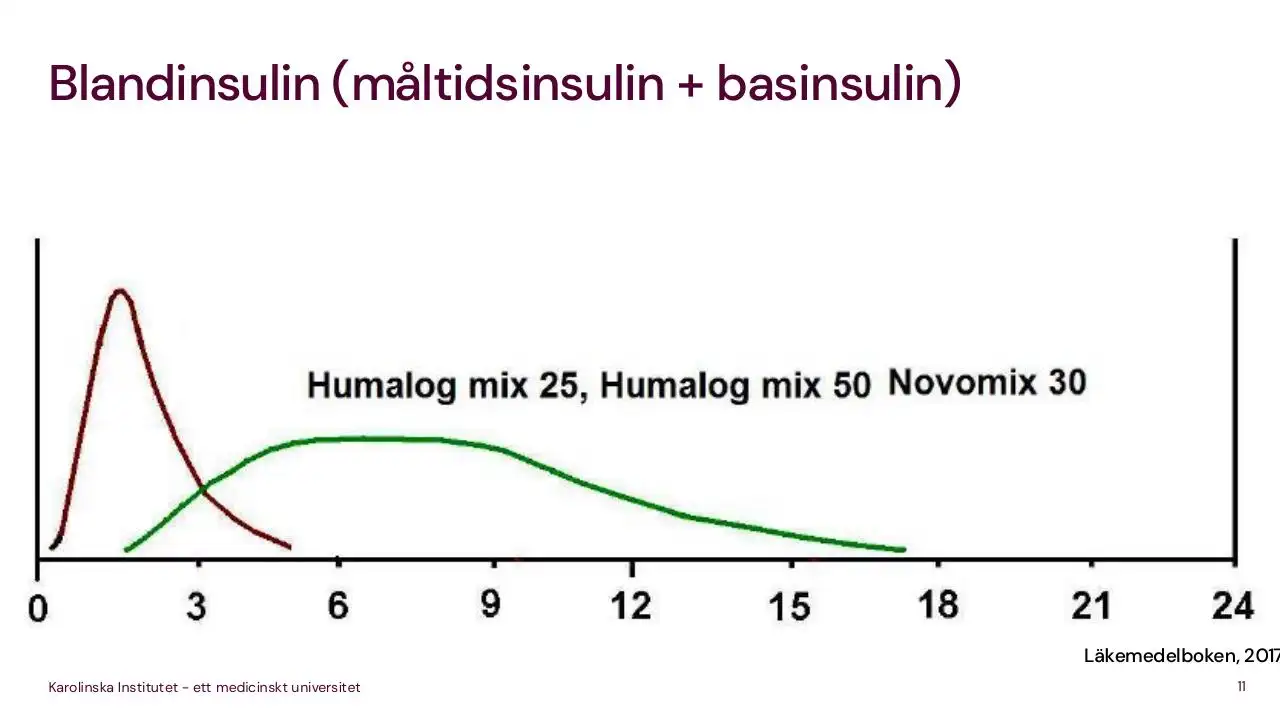 Blandinsulin (måltidsinsulin + basinsulin)
Humalog mix 25, Humalog mix 50 Novomix 30
0 3 6 9 12 15 18 21 24
Läkemedelboken, 2017
Karolinska Institutet - ett medicinskt universitet
11